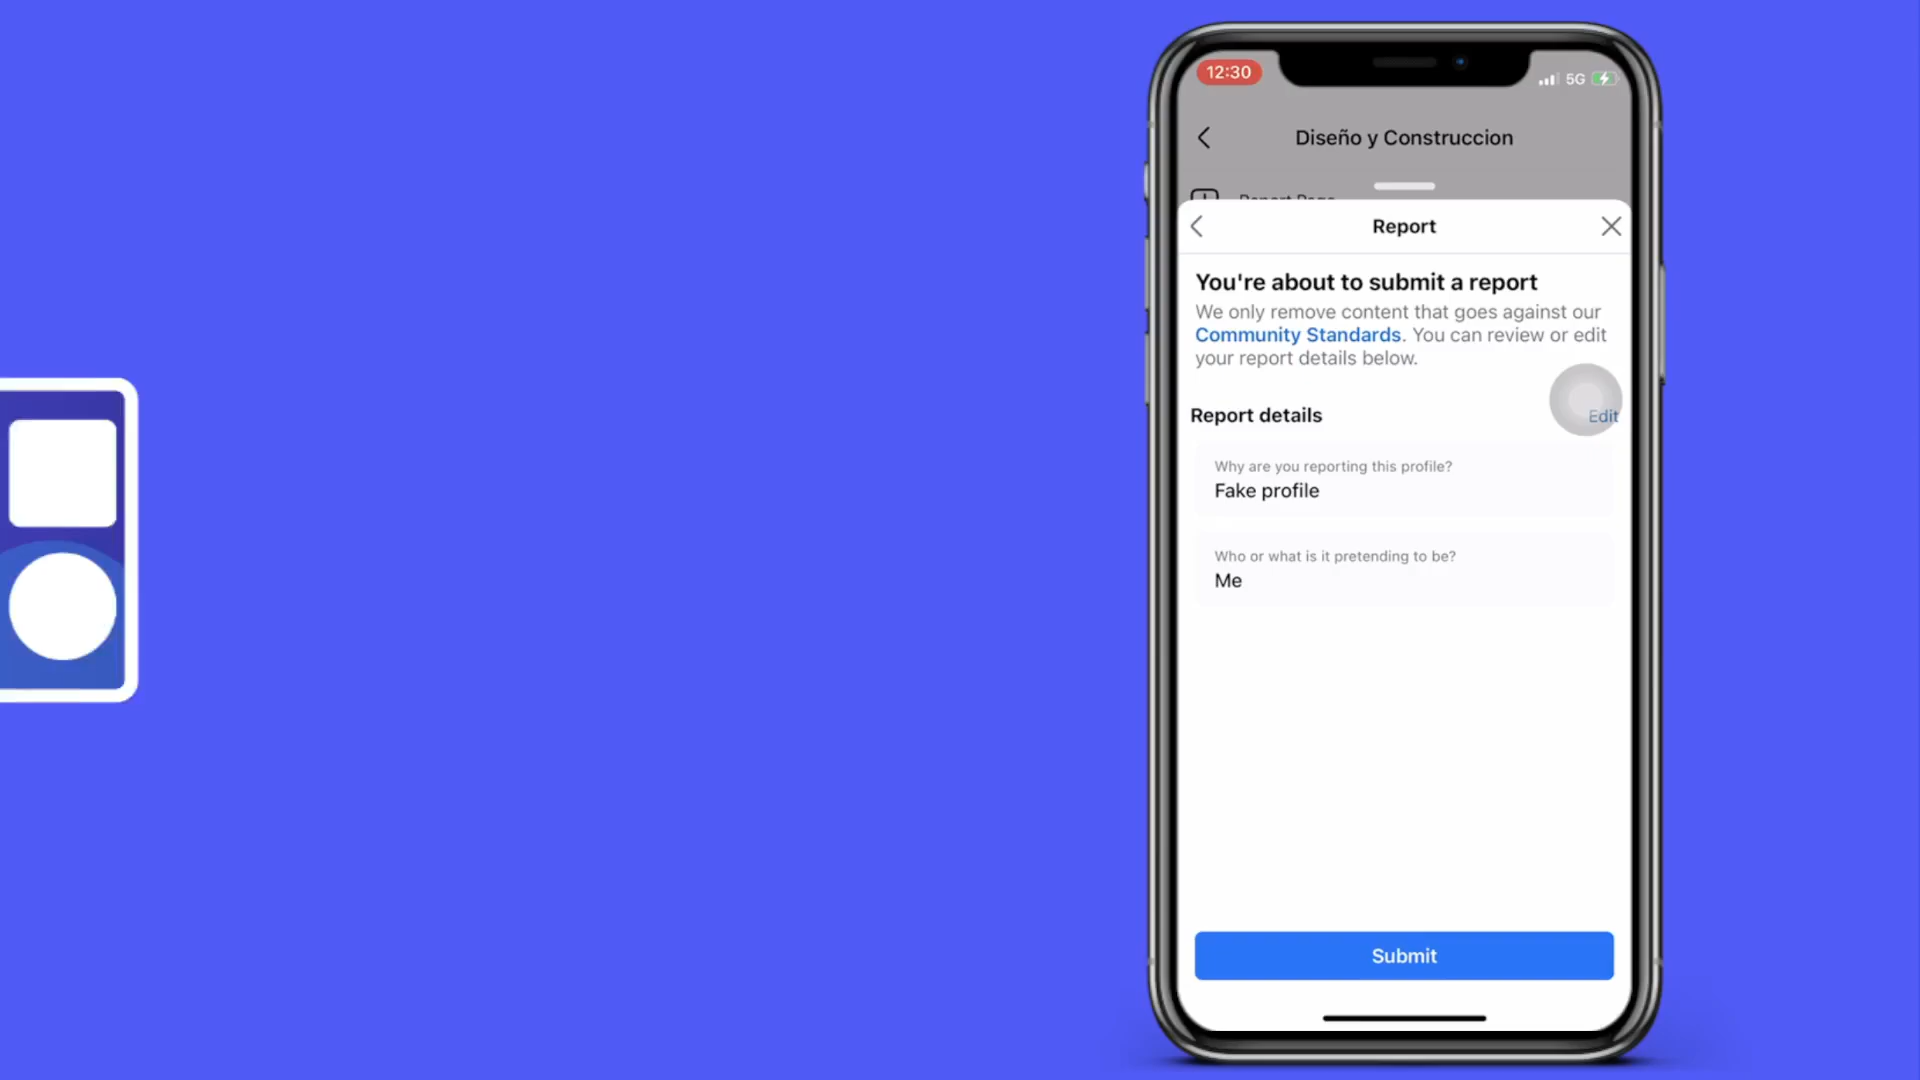 12:30
5G
Diseño y Construccion
Report Page
Report
You're about to submit a report
We only remove content that goes against our
Community Standards. You can review or edit
your report details below.
Report details
Edit
Why are you reporting this profile?
Fake profile
Who or what is it pretending to be?
Me
Submit